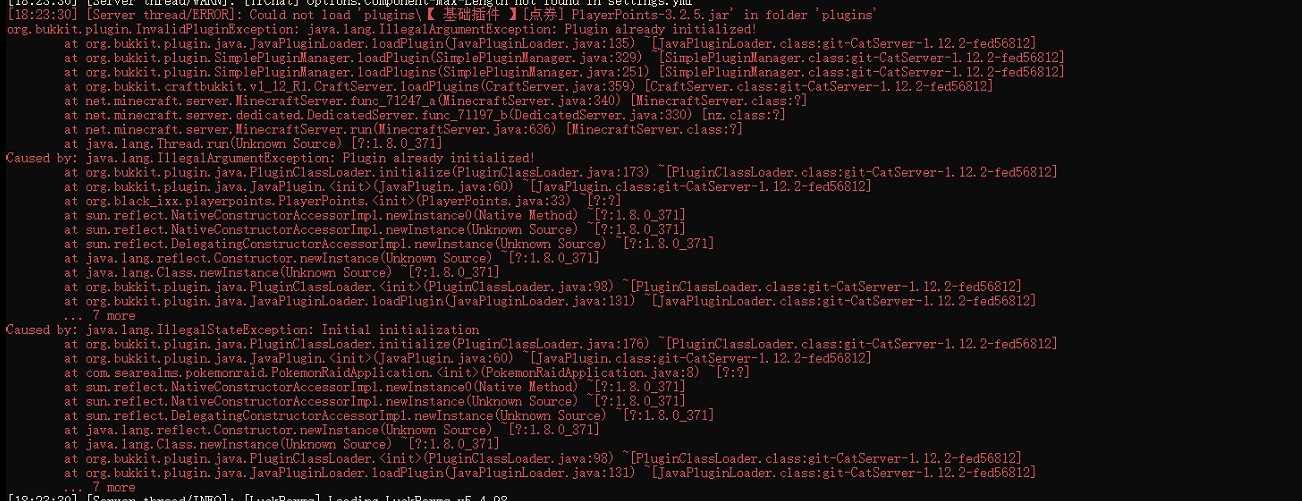 [18:23:30] [Server thread/WARN]: [TrChat] Options.Component-Max-Length not found in settings.yml
[18:23:30] [Server thread/ERROR]: Could not load 'plugins\【 基础插件 】[点券] PlayerPoints-3.2.5.jar' in folder 'plugins'
org.bukkit.plugin.InvalidPluginException: java.lang.IllegalArgumentException: Plugin already initialized!
at org.bukkit.plugin.java.JavaPluginLoader.loadPlugin(JavaPluginLoader.java:135) ~[JavaPluginLoader.class:git-CatServer-1.12.2-fed56812]
at org.bukkit.plugin.SimplePluginManager.loadPlugin(SimplePluginManager.java:329) ~[SimplePluginManager.class:git-CatServer-1.12.2-fed56812]
at org.bukkit.plugin.SimplePluginManager.loadPlugins(SimplePluginManager.java:251) [SimplePluginManager.class:git-CatServer-1.12.2-fed56812]
at org.bukkit.craftbukkit.v1_12_R1.CraftServer.loadPlugins(CraftServer.java:359) [CraftServer.class:git-CatServer-1.12.2-fed56812]
at net.minecraft.server.MinecraftServer.func_71247_a(MinecraftServer.java:340) [MinecraftServer.class:?]
at net.minecraft.server.dedicated.DedicatedServer.func_71197_b(DedicatedServer.java:330) [nz.class:?]
at net.minecraft.server.MinecraftServer.run(MinecraftServer.java:636) [MinecraftServer.class:?]
at java.lang.Thread.run(Unknown Source) [?:1.8.0_371]
Caused by: java.lang.IllegalArgumentException: Plugin already initialized!
at org.bukkit.plugin.java.PluginClassLoader.initialize(PluginClassLoader.java:173) ~[PluginClassLoader.class:git-CatServer-1.12.2-fed56812]
at org.bukkit.plugin.java.JavaPlugin.<init>(JavaPlugin.java:60) ~[JavaPlugin.class:git-CatServer-1.12.2-fed56812]
at org.black_ixx.playerpoints.PlayerPoints.<init>(PlayerPoints.java:33) ~[?:?]
at sun.reflect.NativeConstructorAccessorImpl.newInstance0(Native Method) ~[?:1.8.0_371]
at sun.reflect.NativeConstructorAccessorImpl.newInstance(Unknown Source) ~[?:1.8.0_371]
at sun.reflect.DelegatingConstructorAccessorImpl.newInstance(Unknown Source) ~[?:1.8.0_371]
at java.lang.reflect.Constructor.newInstance(Unknown Source) ~[?:1.8.0_371]
at java.lang.Class.newInstance(Unknown Source) ~[?:1.8.0_371]
at org.bukkit.plugin.java.PluginClassLoader.<init>(PluginClassLoader.java:98) ~[PluginClassLoader.class:git-CatServer-1.12.2-fed56812]
at org.bukkit.plugin.java.JavaPluginLoader.loadPlugin(JavaPluginLoader.java:131) ~[JavaPluginLoader.class:git-CatServer-1.12.2-fed56812]
... 7 more
Caused by: java.lang.IllegalStateException: Initial initialization
at org.bukkit.plugin.java.PluginClassLoader.initialize(PluginClassLoader.java:176) ~[PluginClassLoader.class:git-CatServer-1.12.2-fed56812]
at org.bukkit.plugin.java.JavaPlugin.<init>(JavaPlugin.java:60) ~[JavaPlugin.class:git-CatServer-1.12.2-fed56812]
at com.searealms.pokemonraid.PokemonRaidApplication.<init>(PokemonRaidApplication.java:8) ~[?:?]
at sun.reflect.NativeConstructorAccessorImpl.newInstance0(Native Method) ~[?:1.8.0_371]
at sun.reflect.NativeConstructorAccessorImpl.newInstance(Unknown Source) ~[?:1.8.0_371]
at sun.reflect.DelegatingConstructorAccessorImpl.newInstance(Unknown Source) ~[?:1.8.0_371]
at java.lang.reflect.Constructor.newInstance(Unknown Source) ~[?:1.8.0_371]
at java.lang.Class.newInstance(Unknown Source) ~[?:1.8.0_371]
at org.bukkit.plugin.java.PluginClassLoader.<init>(PluginClassLoader.java:98) ~[PluginClassLoader.class:git-CatServer-1.12.2-fed56812]
at org.bukkit.plugin.java.JavaPluginLoader.loadPlugin(JavaPluginLoader.java:131) ~[JavaPluginLoader.class:git-CatServer-1.12.2-fed56812]
... 7 more
[18:23:30] [Server thread/INFO]: [LuckPerms] Loading LuckPerms v5.4.98